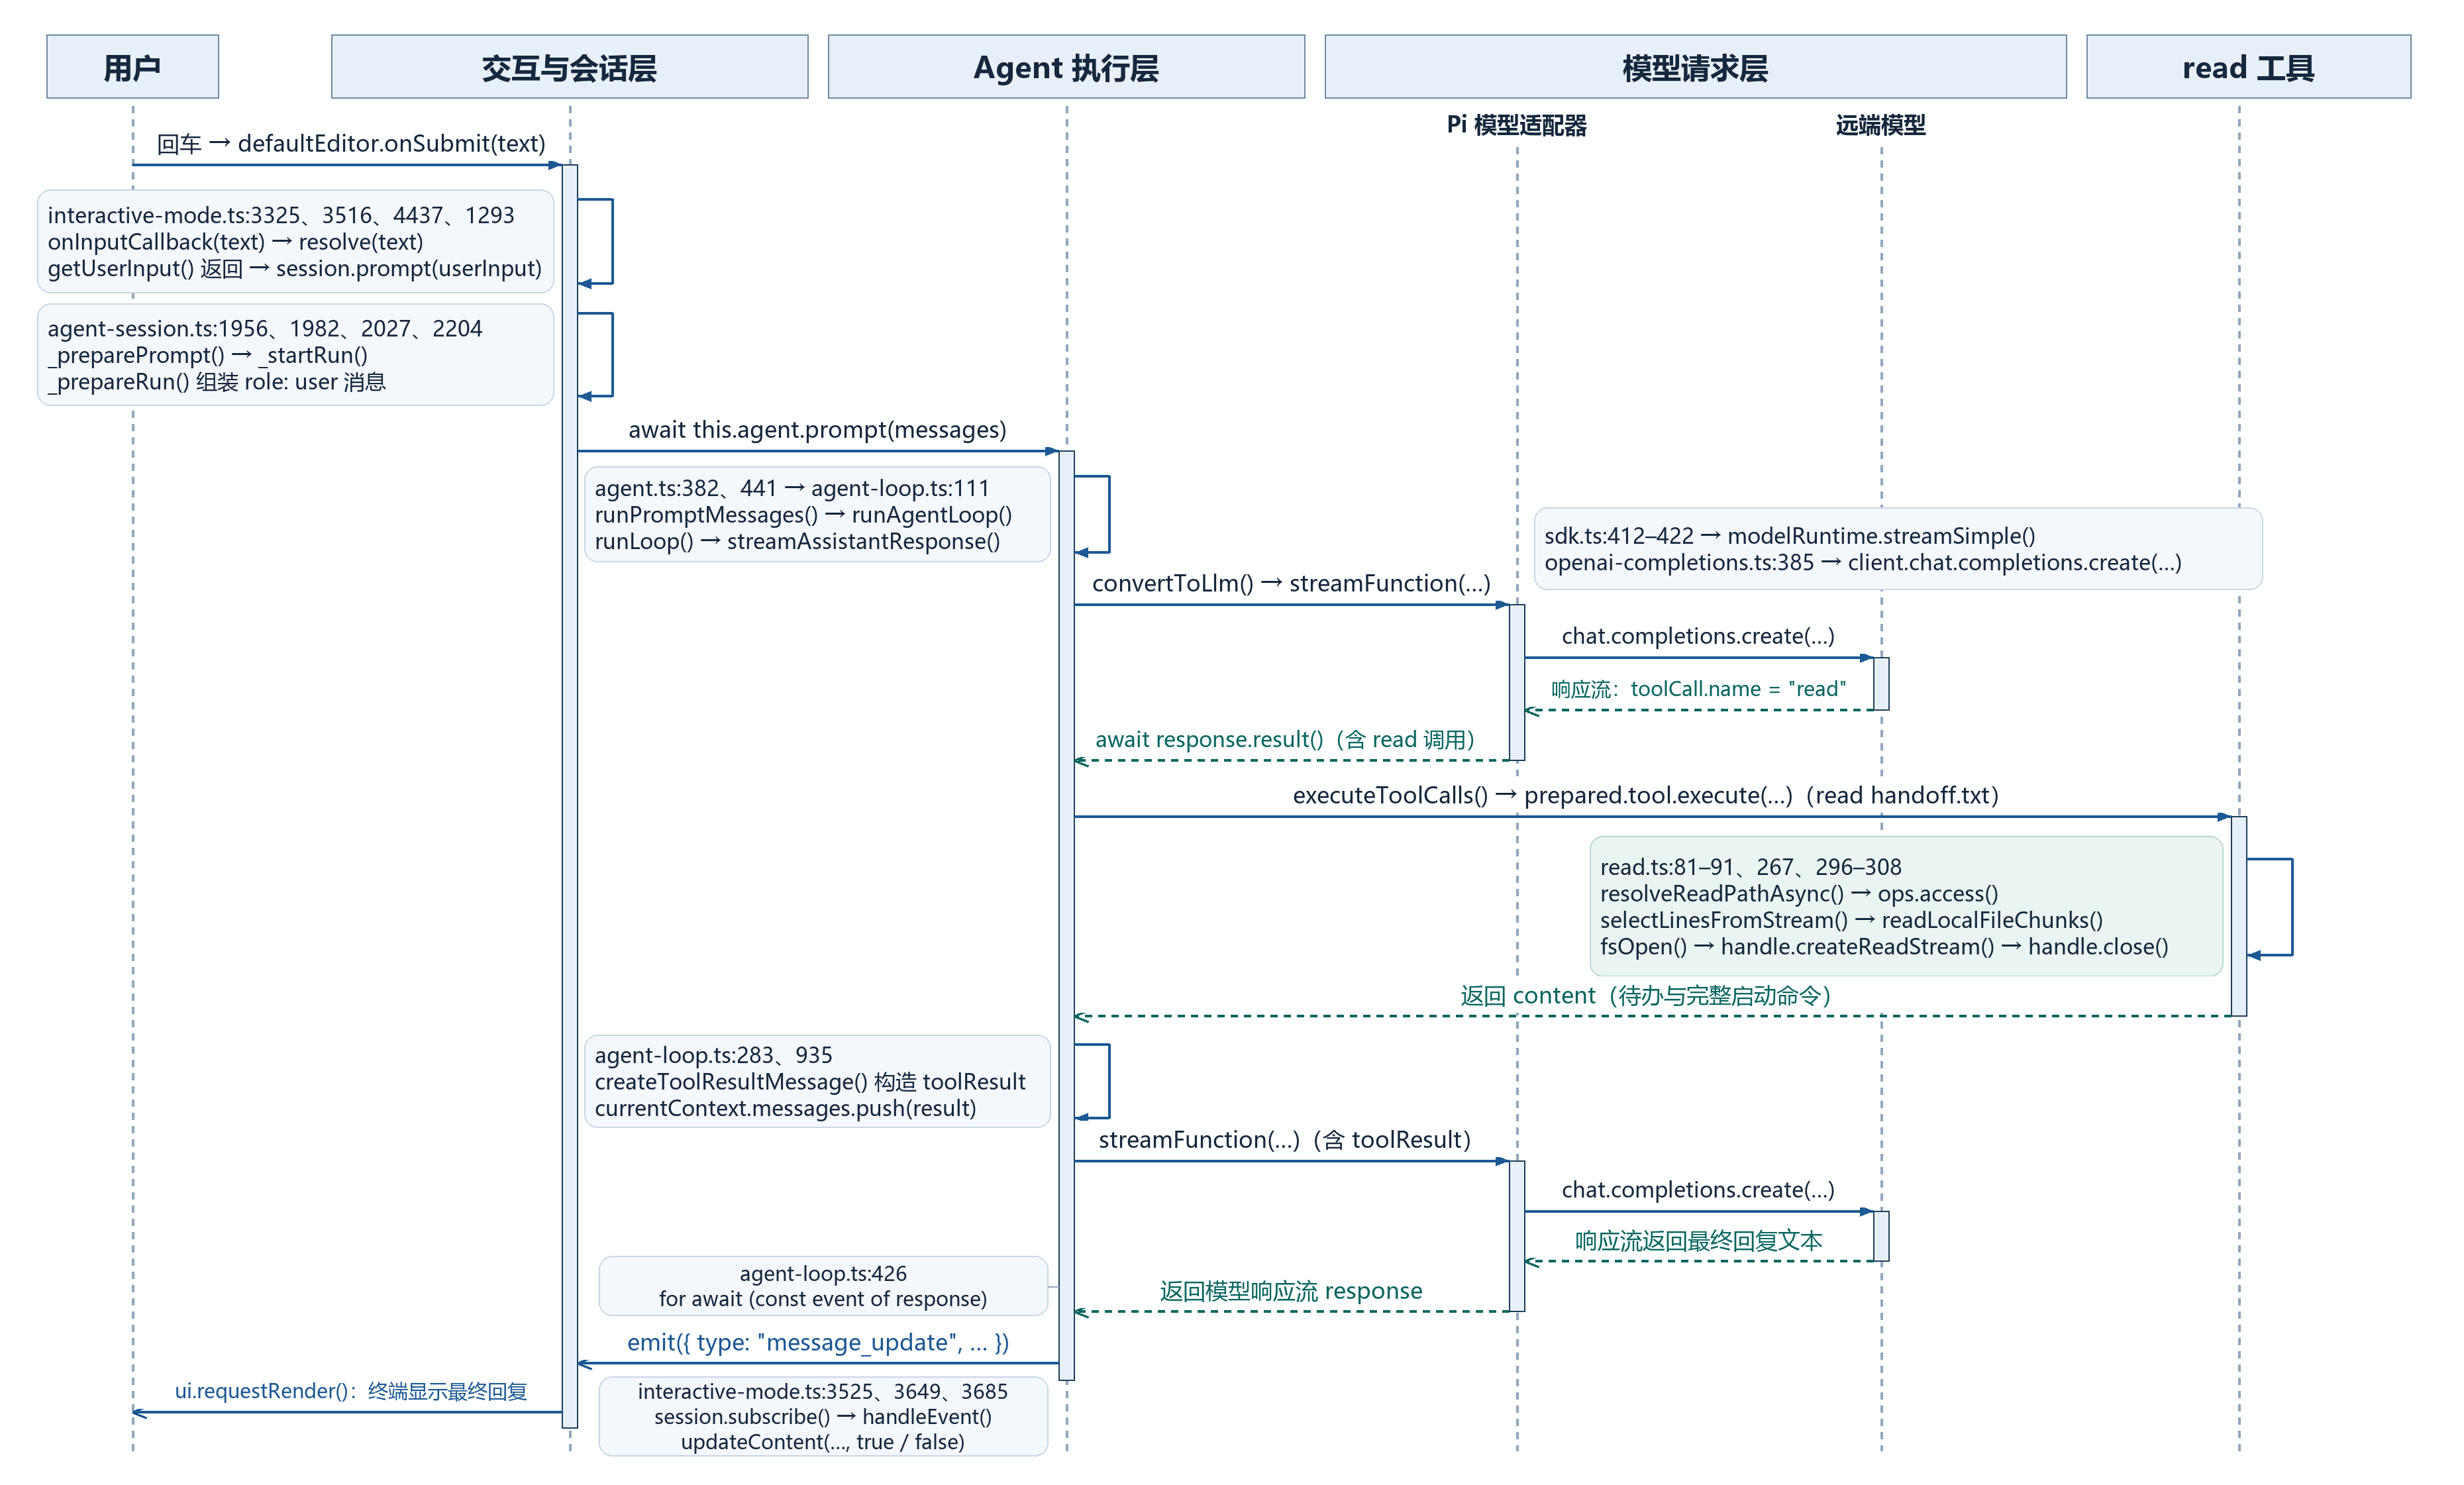 用户
交互与会话层
Agent 执行层
模型请求层
read 工具
Pi 模型适配器
远端模型
回车 → defaultEditor.onSubmit(text)
interactive-mode.ts:3325、3516、4437、1293
onInputCallback(text) → resolve(text)
getUserInput() 返回 → session.prompt(userInput)
agent-session.ts:1956、1982、2027、2204
_preparePrompt() → _startRun()
_prepareRun() 组装 role: user 消息
await this.agent.prompt(messages)
agent.ts:382、441 → agent-loop.ts:111
runPromptMessages() → runAgentLoop()
runLoop() → streamAssistantResponse()
sdk.ts:412–422 → modelRuntime.streamSimple()
openai-completions.ts:385 → client.chat.completions.create(…)
convertToLlm() → streamFunction(…)
chat.completions.create(…)
响应流：toolCall.name = "read"
await response.result()（含 read 调用）
executeToolCalls() → prepared.tool.execute(…)（read handoff.txt）
read.ts:81–91、267、296–308
resolveReadPathAsync() → ops.access()
selectLinesFromStream() → readLocalFileChunks()
fsOpen() → handle.createReadStream() → handle.close()
返回 content（待办与完整启动命令）
agent-loop.ts:283、935
createToolResultMessage() 构造 toolResult
currentContext.messages.push(result)
streamFunction(…)（含 toolResult）
chat.completions.create(…)
响应流返回最终回复文本
agent-loop.ts:426
for await (const event of response)
返回模型响应流 response
emit({ type: "message_update", … })
ui.requestRender()：终端显示最终回复
interactive-mode.ts:3525、3649、3685
session.subscribe() → handleEvent()
updateContent(…, true / false)